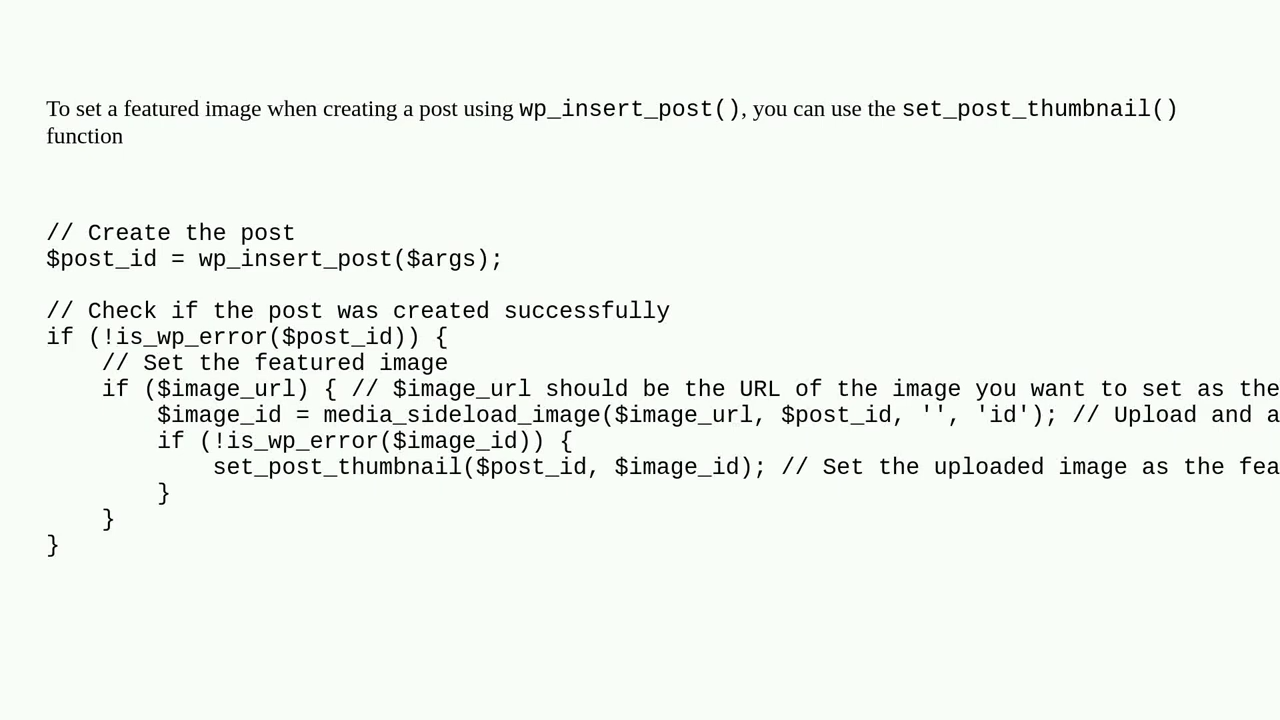 To set a featured image when creating a post using wp_insert_post(), you can use the set_post_thumbnail()
function
// Create the post
$post_id = wp_insert_post($args);
// Check if the post was created successfully
if (!is_wp_error($post_id)) {
    // Set the featured image
    if ($image_url) { // $image_url should be the URL of the image you want to set as the
        $image_id = media_sideload_image($image_url, $post_id, '', 'id'); // Upload and a
        if (!is_wp_error($image_id)) {
            set_post_thumbnail($post_id, $image_id); // Set the uploaded image as the fea
        }
    }
}